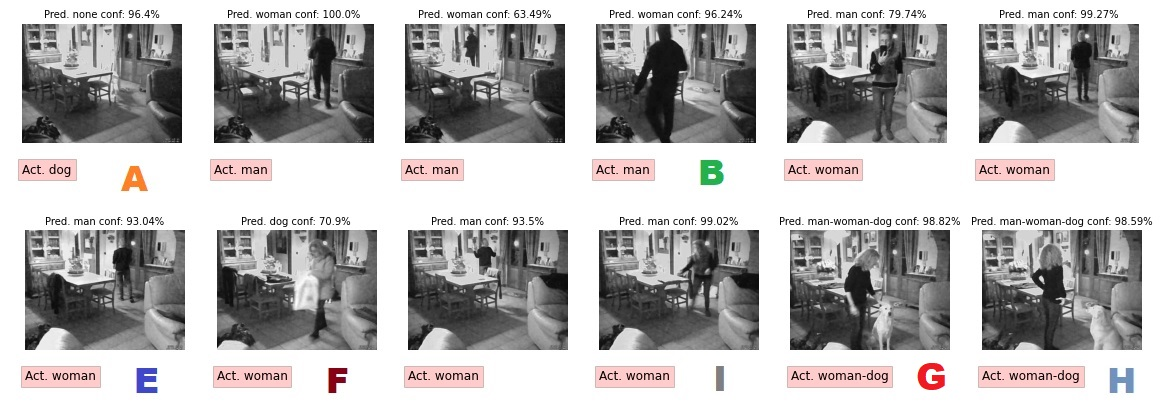 Pred. none conf: 96.4% Pred. woman conf: 100.0% Pred. woman conf: 63.49% Pred. woman conf: 96.24% Pred. man conf: 79.74% Pred. man conf: 99.27%
Act. dog A Act. man Act. man Act. man B Act. woman Act. woman
Pred. man conf: 93.04% Pred. dog conf: 70.9% Pred. man conf: 93.5% Pred. man conf: 99.02% Pred. man-woman-dog conf: 98.82% Pred. man-woman-dog conf: 98.59%
Act. woman E Act. woman F Act. woman Act. woman I Act. woman-dog G Act. woman-dog H